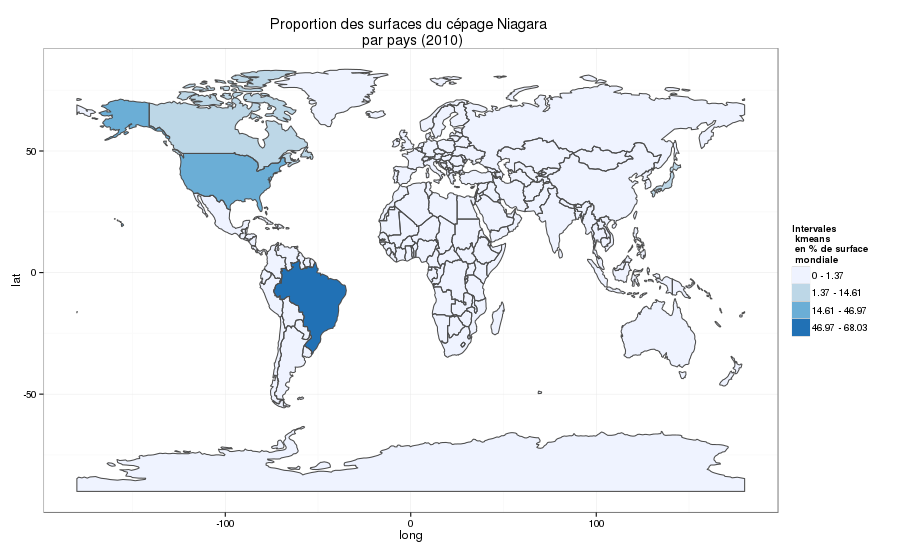 Proportion des surfaces du cépage Niagara
par pays (2010)
50
0
-50
lat
-100
0
100
long
Intervales
kmeans
en % de surface
mondiale
0 - 1.37
1.37 - 14.61
14.61 - 46.97
46.97 - 68.03